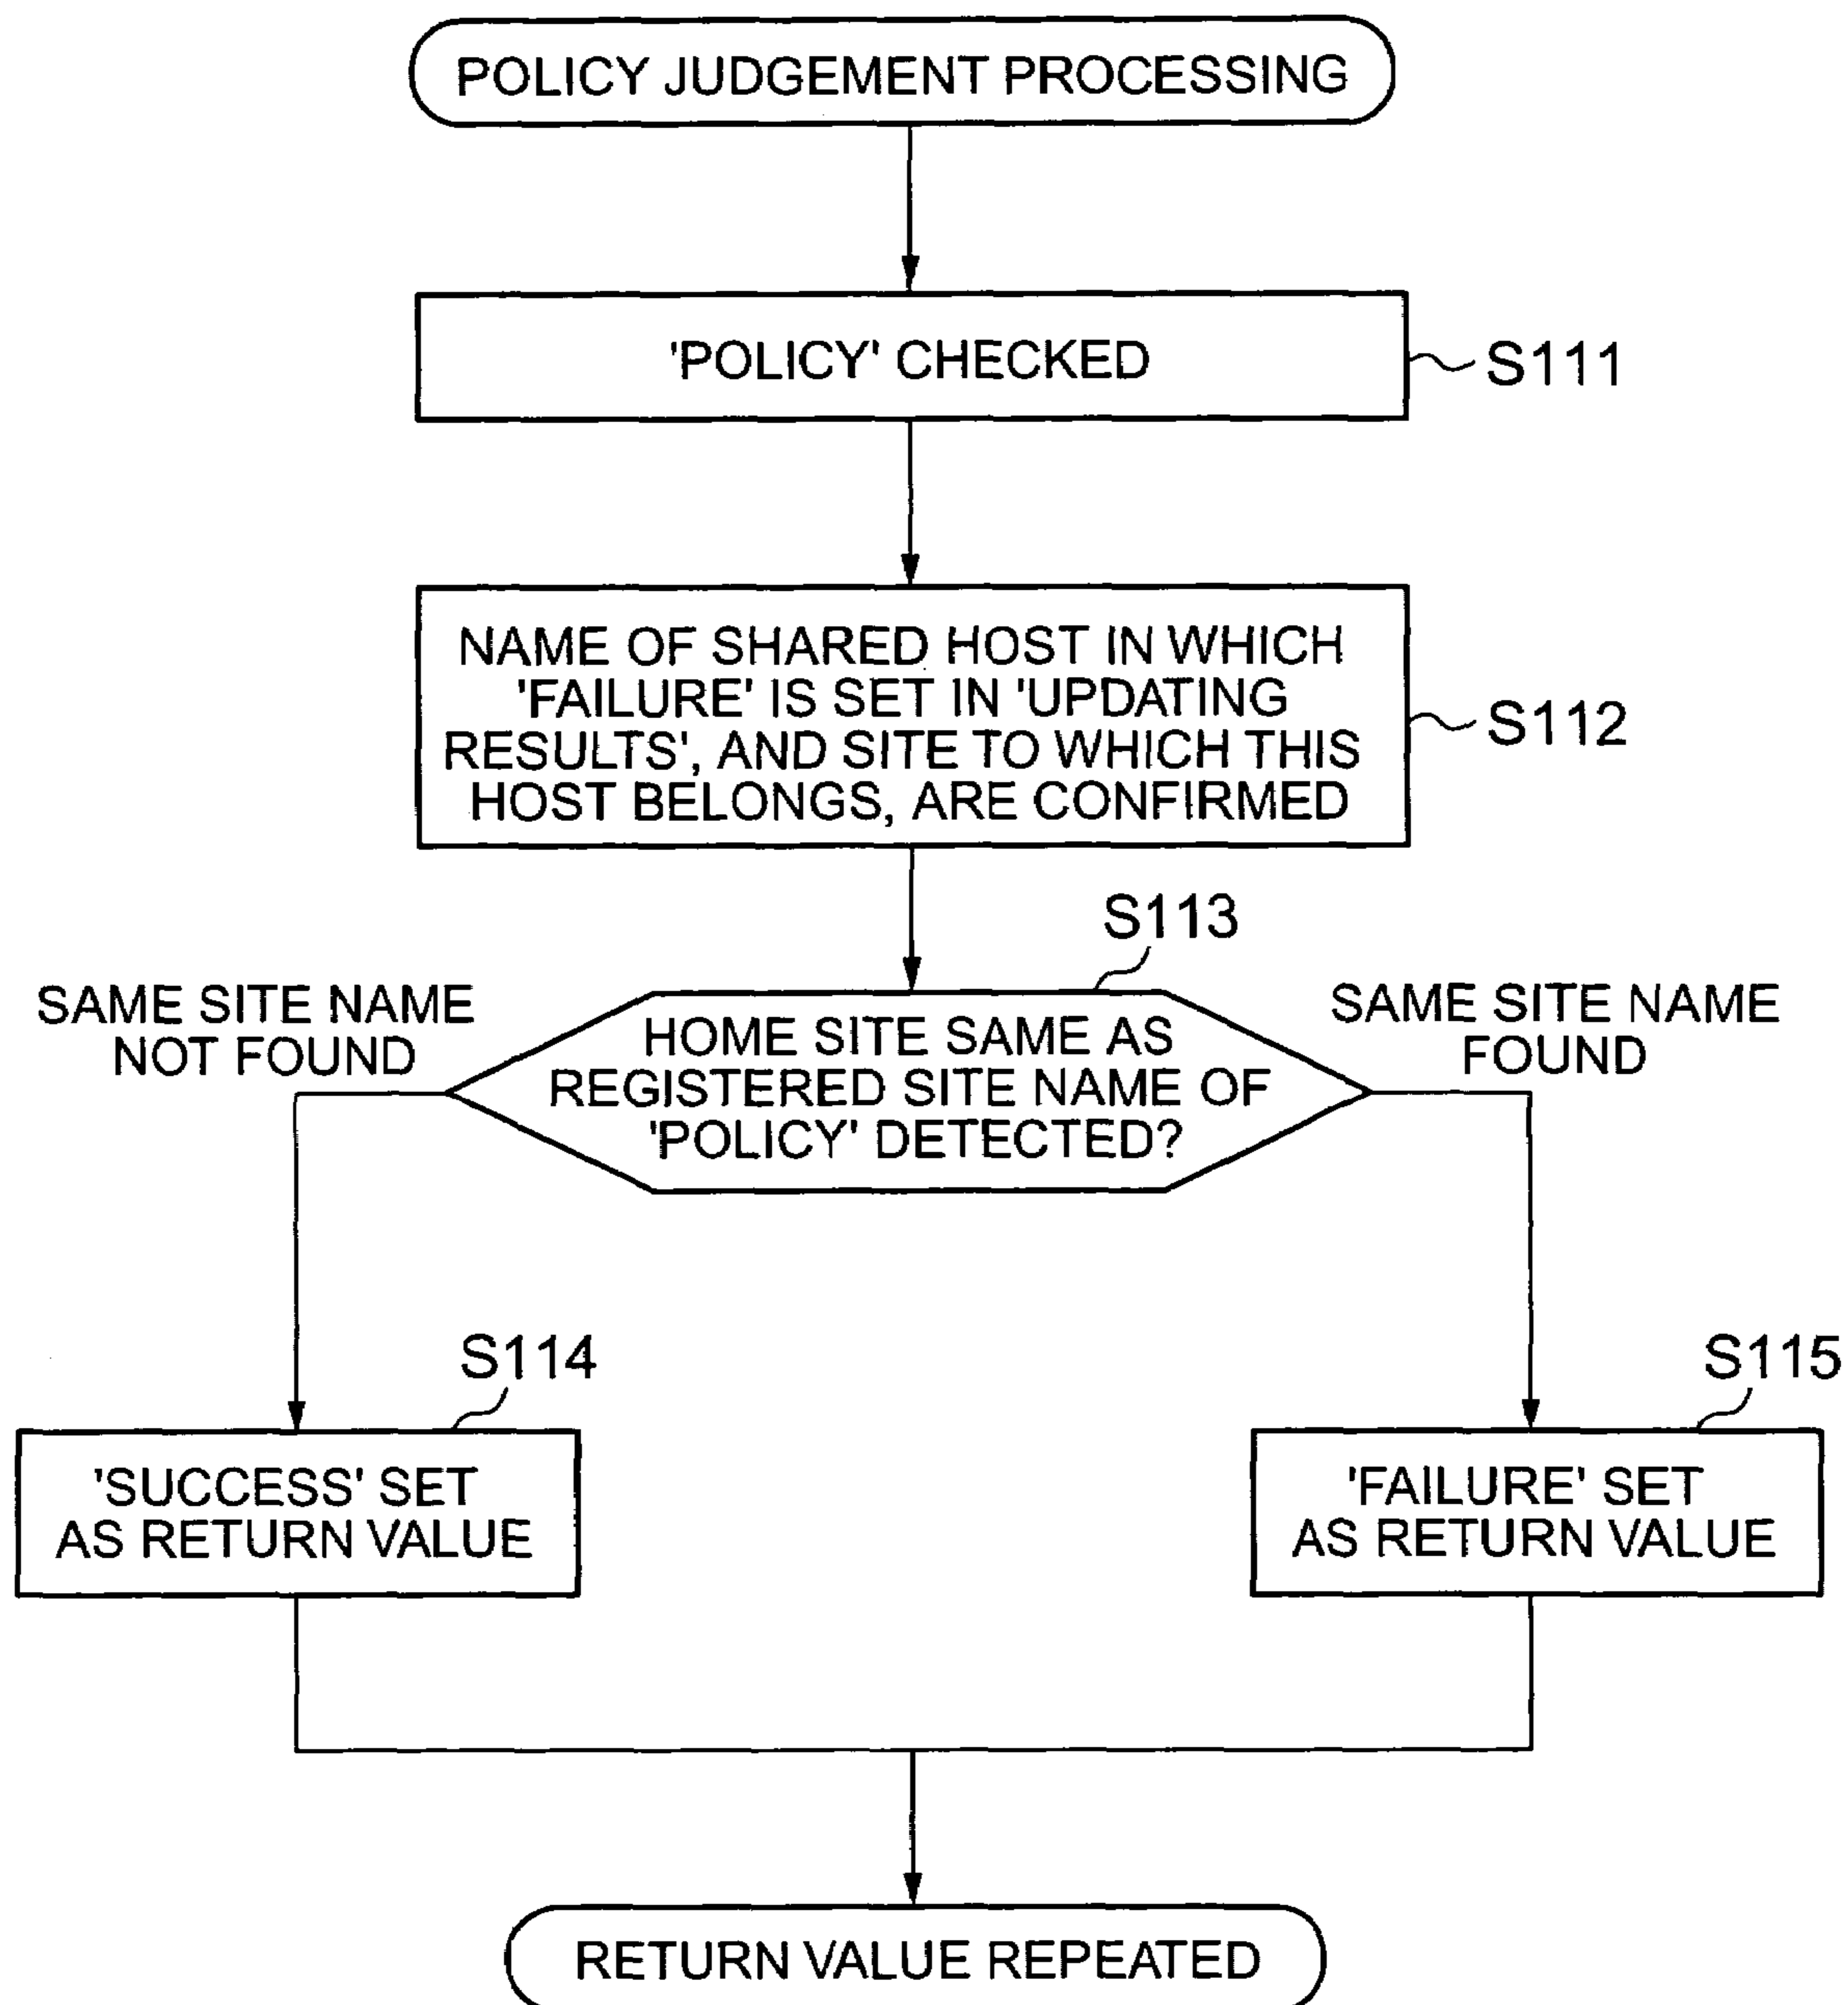 POLICY JUDGEMENT PROCESSING
'POLICY' CHECKED
S111
NAME OF SHARED HOST IN WHICH
'FAILURE' IS SET IN 'UPDATING
RESULTS', AND SITE TO WHICH THIS
HOST BELONGS, ARE CONFIRMED
S112
S113
SAME SITE NAME
NOT FOUND
HOME SITE SAME AS
REGISTERED SITE NAME OF
'POLICY' DETECTED?
SAME SITE NAME
FOUND
S114
'SUCCESS' SET
AS RETURN VALUE
S115
'FAILURE' SET
AS RETURN VALUE
RETURN VALUE REPEATED